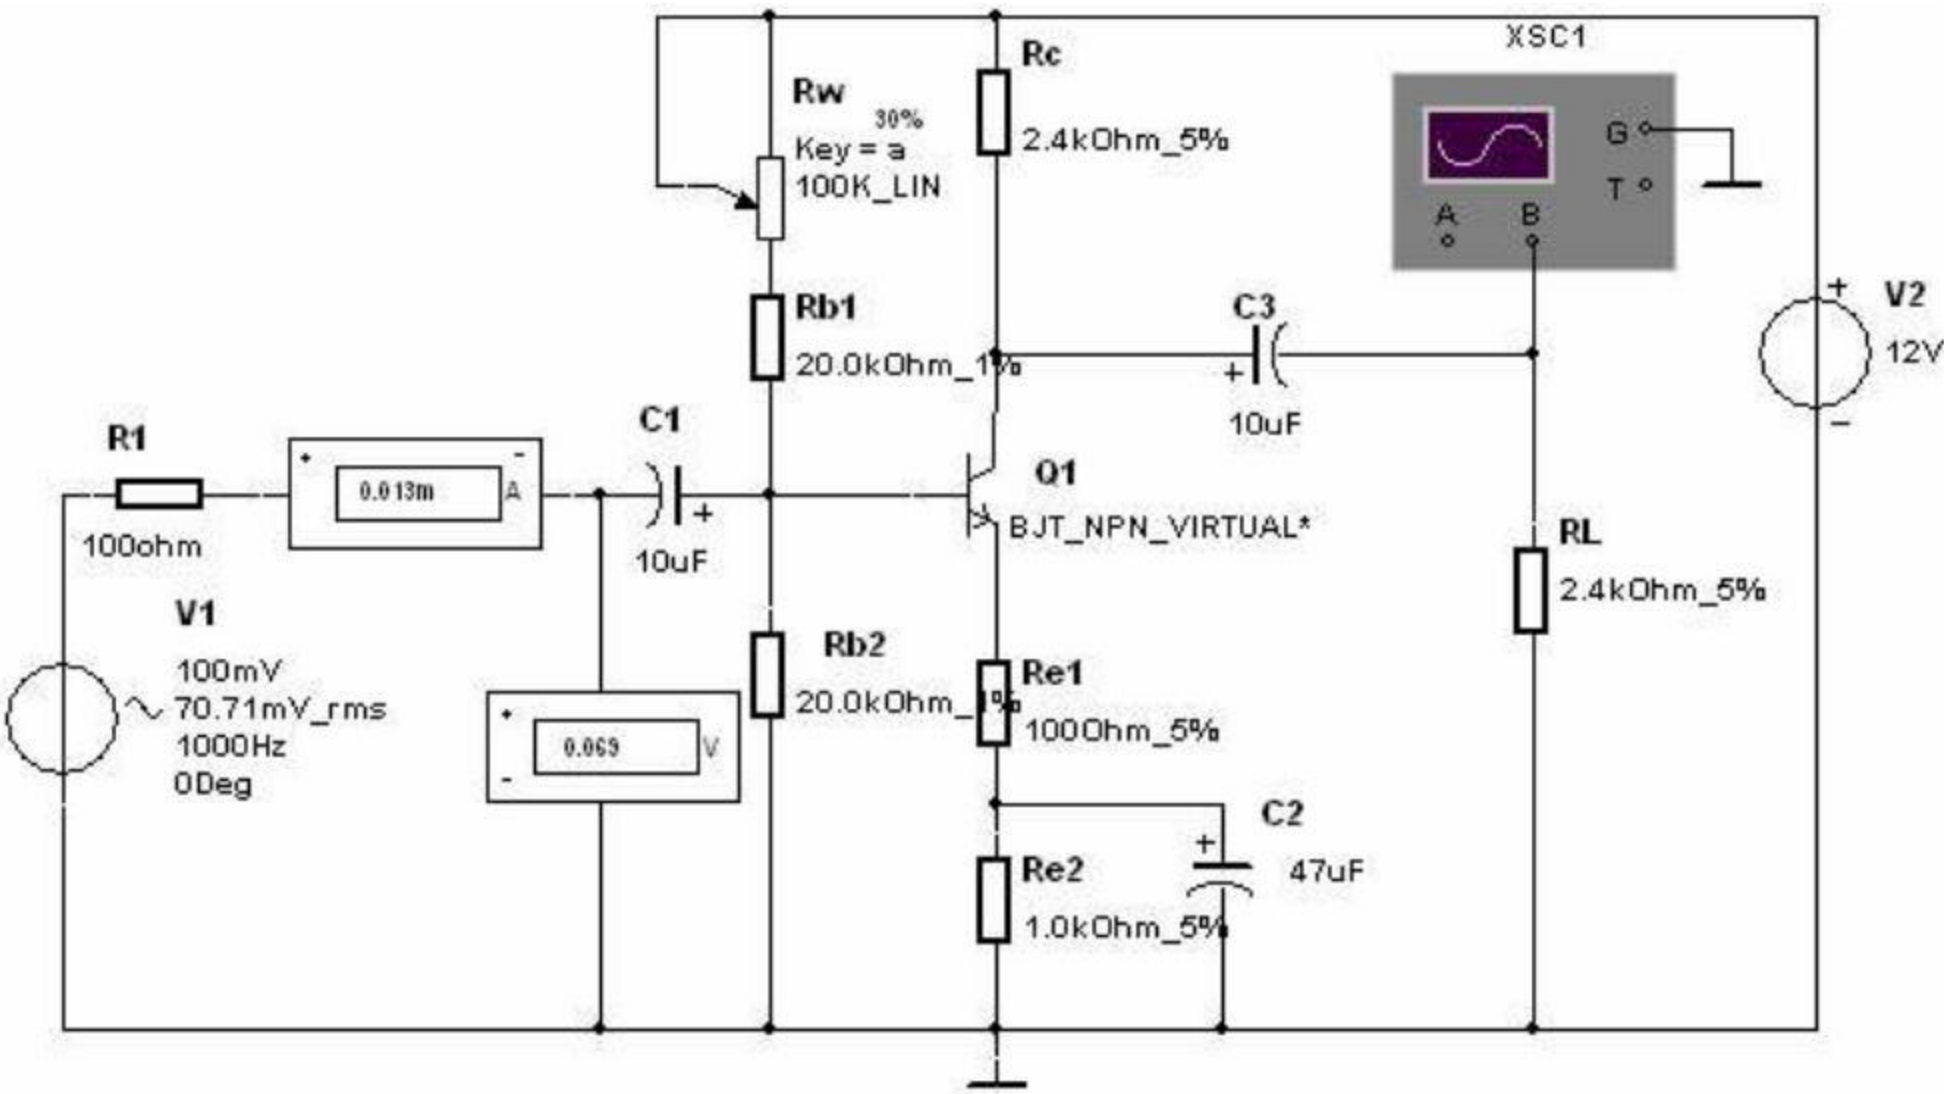 XSC1
Rc
2.4kOhm_5%
Rw
30%
Key = a
100K_LIN
G
T
A
B
Rb1
20.0kOhm_1%
C3
+
10uF
+
V2
12V
−
R1
100ohm
+
-
0.013m
A
C1
+
10uF
Q1
BJT_NPN_VIRTUAL*
RL
2.4kOhm_5%
V1
100mV
70.71mV_rms
1000Hz
0Deg
+
-
0.069
V
Rb2
20.0kOhm_1%
Re1
100Ohm_5%
C2
+
47uF
Re2
1.0kOhm_5%